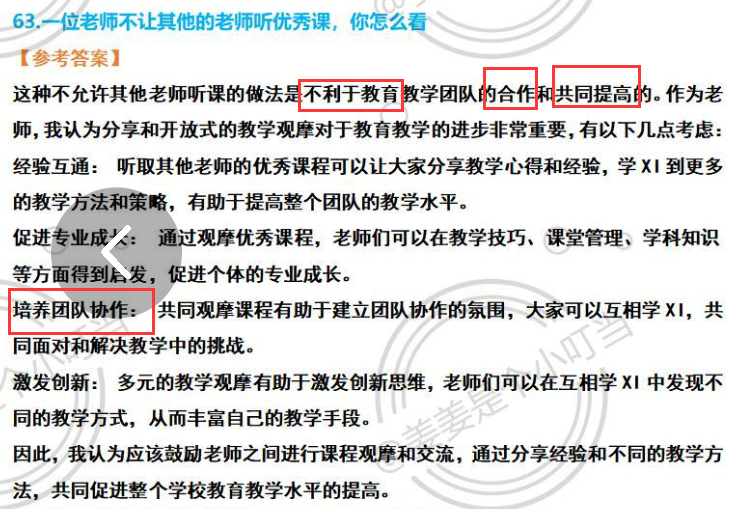 63.一位老师不让其他的老师听优秀课，你怎么看
【参考答案】
这种不允许其他老师听课的做法是不利于教育教学团队的合作和共同提高的。作为老
师，我认为分享和开放式的教学观摩对于教育教学的进步非常重要，有以下几点考虑：
经验互通： 听取其他老师的优秀课程可以让大家分享教学心得和经验，学 XI 到更多
的教学方法和策略，有助于提高整个团队的教学水平。
促进专业成长： 通过观摩优秀课程，老师们可以在教学技巧、课堂管理、学科知识
等方面得到启发，促进个体的专业成长。
培养团队协作： 共同观摩课程有助于建立团队协作的氛围，大家可以互相学 XI，共
同面对和解决教学中的挑战。
激发创新： 多元的教学观摩有助于激发创新思维，老师们可以在互相学 XI 中发现不
同的教学方式，从而丰富自己的教学手段。
因此，我认为应该鼓励老师之间进行课程观摩和交流，通过分享经验和不同的教学方
法，共同促进整个学校教育教学水平的提高。
@姜姜是个小叮当